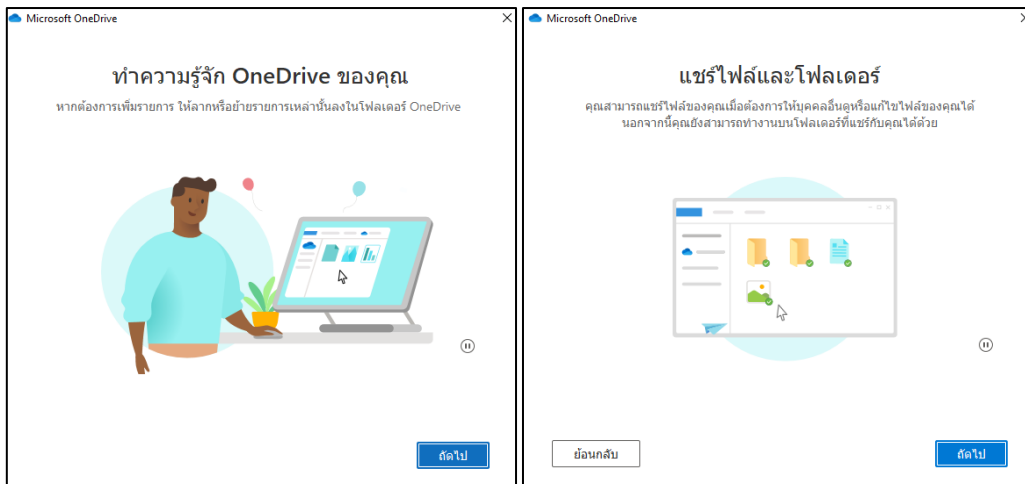 Microsoft OneDrive
ทำความรู้จัก OneDrive ของคุณ
หากต้องการเพิ่มรายการ ให้ลากหรือย้ายรายการเหล่านั้นลงในโฟลเดอร์ OneDrive
ถัดไป
Microsoft OneDrive
แชร์ไฟล์และโฟลเดอร์
คุณสามารถแชร์ไฟล์ของคุณเมื่อต้องการให้บุคคลอื่นดูหรือแก้ไขไฟล์ของคุณได้
นอกจากนี้คุณยังสามารถทำงานบนโฟลเดอร์ที่แชร์กับคุณได้ด้วย
ย้อนกลับ
ถัดไป